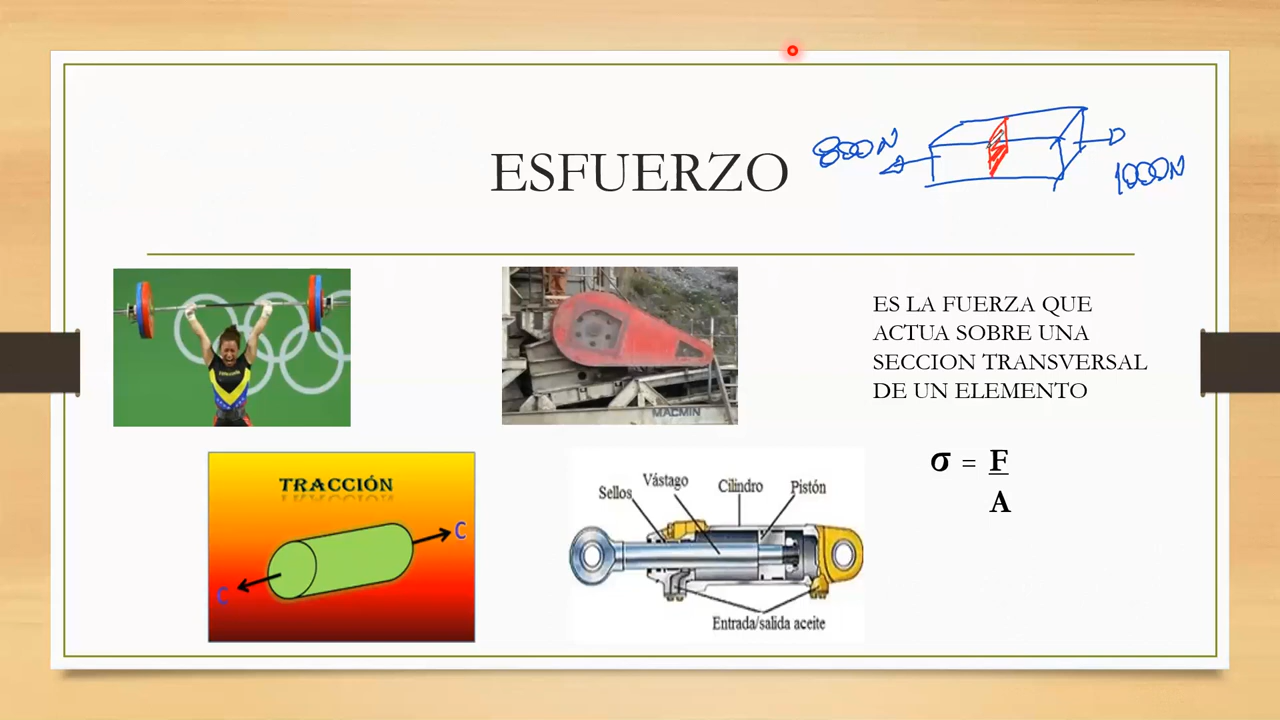 ESFUERZO
800N
1000N
MACMIN
ES LA FUERZA QUE
ACTUA SOBRE UNA
SECCION TRANSVERSAL
DE UN ELEMENTO
σ = F
A
TRACCIÓN
C
C
Sellos
Vástago
Cilindro
Pistón
Entrada/salida aceite